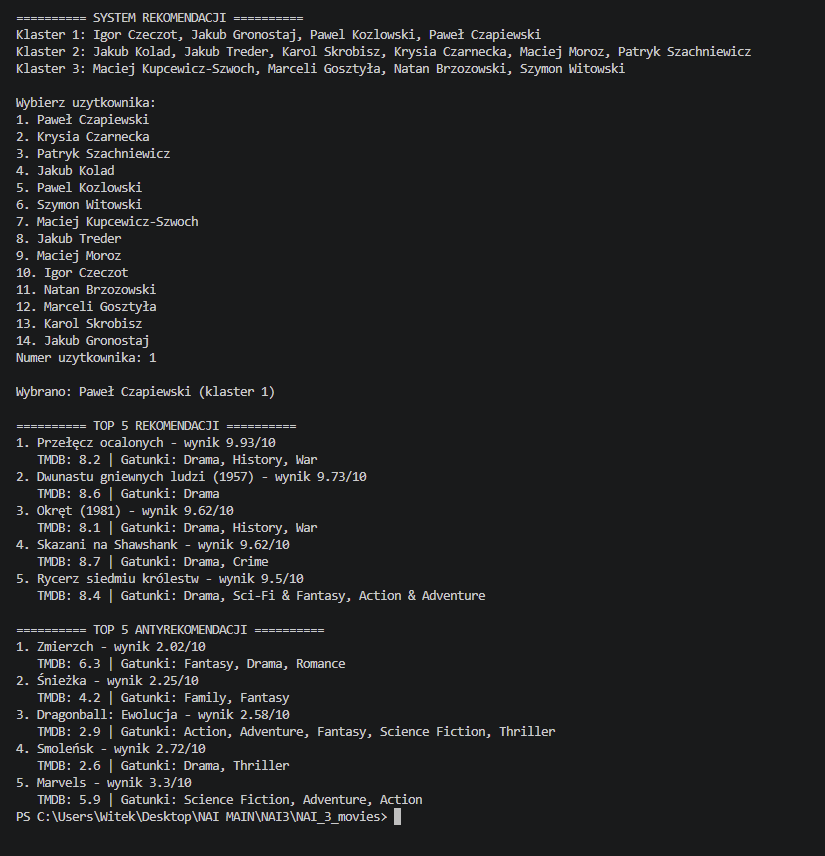 ========== SYSTEM REKOMENDACJI ==========
Klaster 1: Igor Czeczot, Jakub Gronostaj, Pawel Kozlowski, Paweł Czapiewski
Klaster 2: Jakub Kolad, Jakub Treder, Karol Skrobisz, Krysia Czarnecka, Maciej Moroz, Patryk Szachniewicz
Klaster 3: Maciej Kupcewicz-Szwoch, Marceli Gosztyła, Natan Brzozowski, Szymon Witowski
Wybierz uzytkownika:
1. Paweł Czapiewski
2. Krysia Czarnecka
3. Patryk Szachniewicz
4. Jakub Kolad
5. Pawel Kozlowski
6. Szymon Witowski
7. Maciej Kupcewicz-Szwoch
8. Jakub Treder
9. Maciej Moroz
10. Igor Czeczot
11. Natan Brzozowski
12. Marceli Gosztyła
13. Karol Skrobisz
14. Jakub Gronostaj
Numer uzytkownika: 1
Wybrano: Paweł Czapiewski (klaster 1)
========== TOP 5 REKOMENDACJI ==========
1. Przełęcz ocalonych - wynik 9.93/10
TMDB: 8.2 | Gatunki: Drama, History, War
2. Dwunastu gniewnych ludzi (1957) - wynik 9.73/10
TMDB: 8.6 | Gatunki: Drama
3. Okręt (1981) - wynik 9.62/10
TMDB: 8.1 | Gatunki: Drama, History, War
4. Skazani na Shawshank - wynik 9.62/10
TMDB: 8.7 | Gatunki: Drama, Crime
5. Rycerz siedmiu królestw - wynik 9.5/10
TMDB: 8.4 | Gatunki: Drama, Sci-Fi & Fantasy, Action & Adventure
========== TOP 5 ANTYREKOMENDACJI ==========
1. Zmierzch - wynik 2.02/10
TMDB: 6.3 | Gatunki: Fantasy, Drama, Romance
2. Śnieżka - wynik 2.25/10
TMDB: 4.2 | Gatunki: Family, Fantasy
3. Dragonball: Ewolucja - wynik 2.58/10
TMDB: 2.9 | Gatunki: Action, Adventure, Fantasy, Science Fiction, Thriller
4. Smoleńsk - wynik 2.72/10
TMDB: 2.6 | Gatunki: Drama, Thriller
5. Marvels - wynik 3.3/10
TMDB: 5.9 | Gatunki: Science Fiction, Adventure, Action
PS C:\Users\Witek\Desktop\NAI MAIN\NAI3\NAI_3_movies>